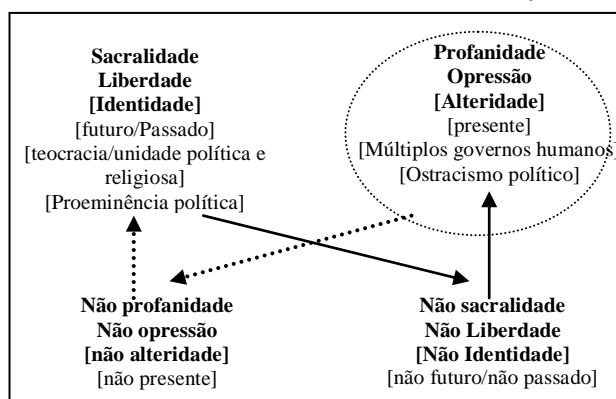 Sacralidade
Liberdade
[Identidade]
[futuro/Passado]
[teocracia/unidade política e
religiosa]
[Proeminência política]
Profanidade
Opressão
[Alteridade]
[presente]
[Múltiplos governos humanos]
[Ostracismo político]
Não profanidade
Não opressão
[não alteridade]
[não presente]
Não sacralidade
Não Liberdade
[Não Identidade]
[não futuro/não passado]